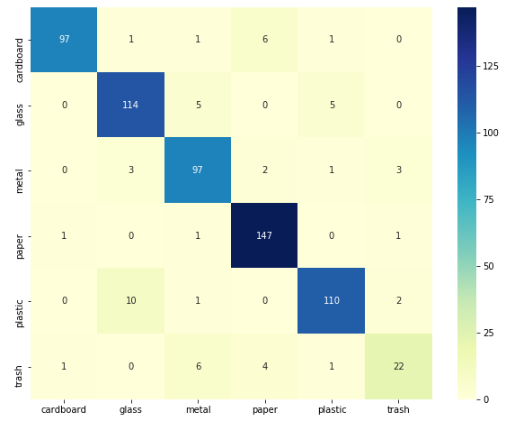 cardboard 97 1 1 6 1 0
glass 0 114 5 0 5 0
metal 0 3 97 2 1 3
paper 1 0 1 147 0 1
plastic 0 10 1 0 110 2
trash 1 0 6 4 1 22
cardboard glass metal paper plastic trash
125
100
75
50
25
0